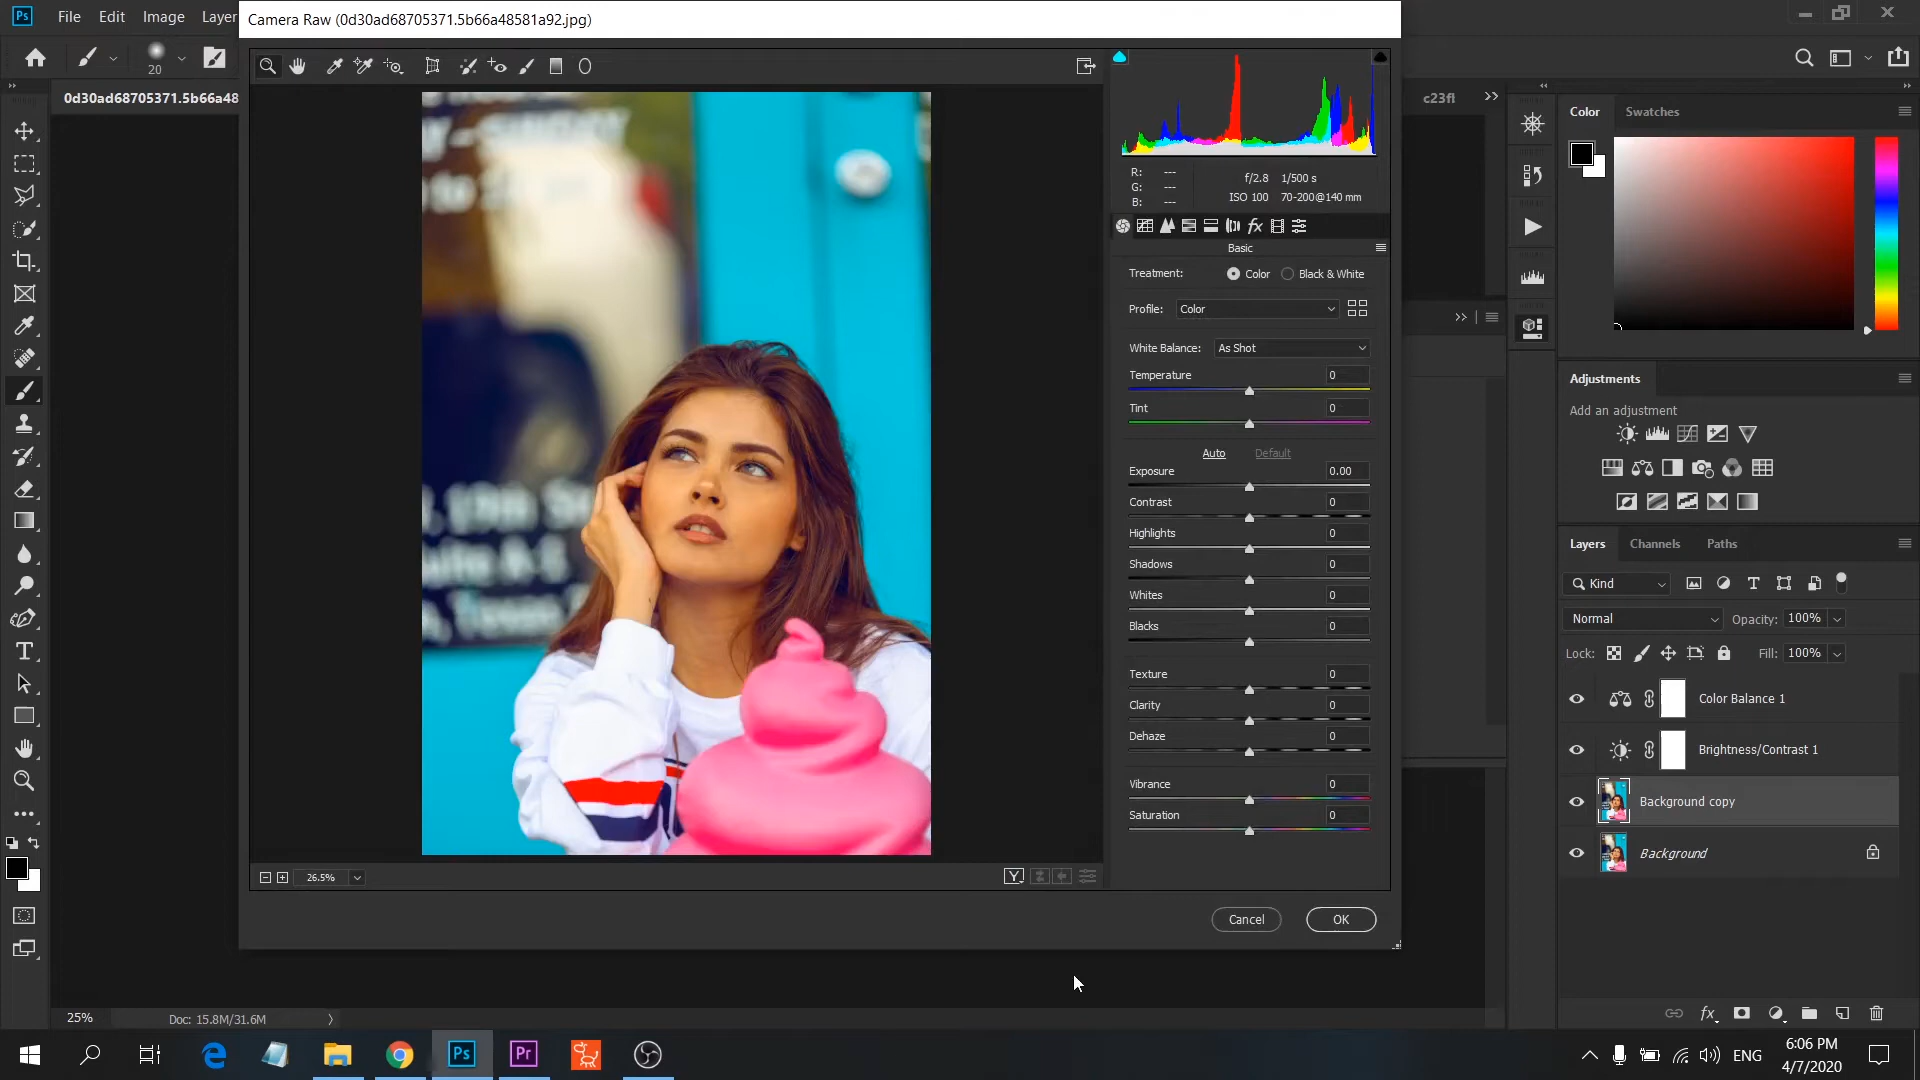 Ps File Edit Image Layer
Camera Raw (0d30ad68705371.5b66a48581a92.jpg)
20
0d30ad68705371.5b66a48
c23fl
R: ---
G: ---
B: ---
f/2.8 1/500 s
ISO 100 70-200@140 mm
fx
Basic
Treatment: Color Black & White
Profile: Color
White Balance: As Shot
Temperature 0
Tint 0
Auto Default
Exposure 0.00
Contrast 0
Highlights 0
Shadows 0
Whites 0
Blacks 0
Texture 0
Clarity 0
Dehaze 0
Vibrance 0
Saturation 0
26.5%
Y
Cancel OK
Color Swatches
Adjustments
Add an adjustment
Layers Channels Paths
Kind
Normal Opacity: 100%
Lock: Fill: 100%
Color Balance 1
Brightness/Contrast 1
Background copy
Background
fx
25% Doc: 15.8M/31.6M
Ps Pr
ENG
6:06 PM
4/7/2020